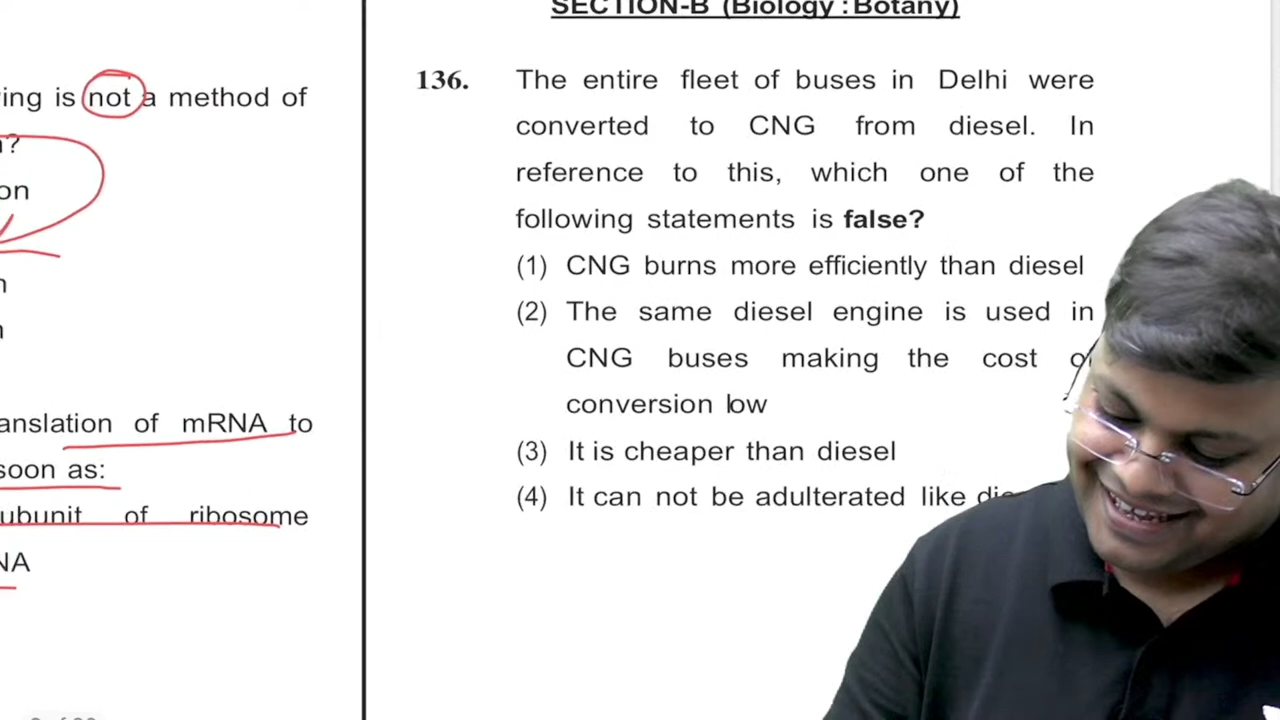 ing is not a method of
?
on
anslation of mRNA to
soon as:
ubunit of ribosome
NA
SECTION-B (Biology : Botany)
136. The entire fleet of buses in Delhi were
converted to CNG from diesel. In
reference to this, which one of the
following statements is false?
(1) CNG burns more efficiently than diesel
(2) The same diesel engine is used in
CNG buses making the cost of
conversion low
(3) It is cheaper than diesel
(4) It can not be adulterated like